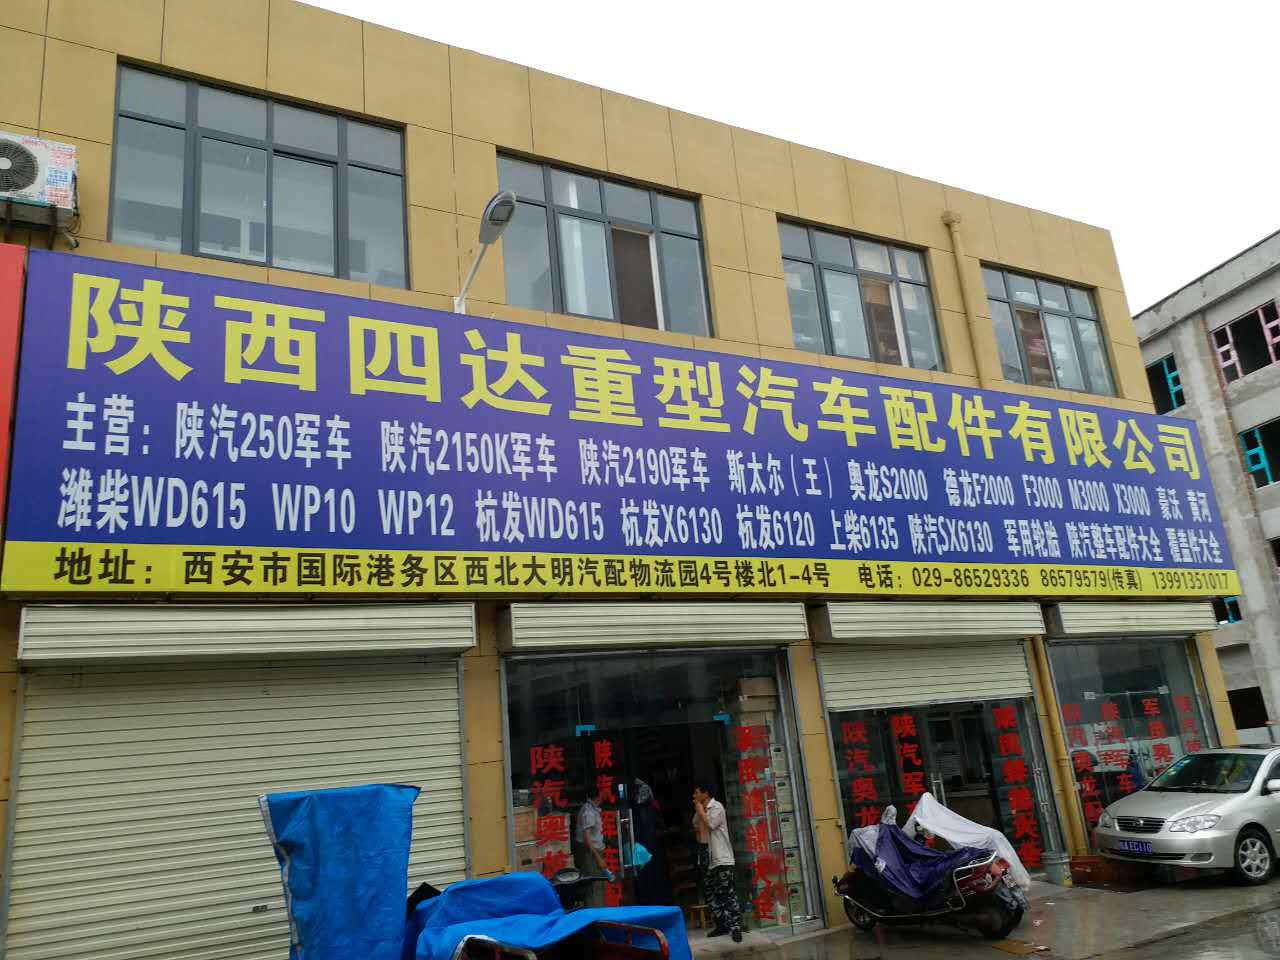 陕西四达重型汽车配件有限公司
主营：陕汽250军车 陕汽2150K军车 陕汽2190军车 斯太尔（王） 奥龙S2000 德龙F2000 F3000 M3000 X3000 豪沃 黄河
潍柴WD615 WP10 WP12 杭发WD615 杭发X6130 杭发6120 上柴6135 陕汽SX6130 军用轮胎 陕汽整车配件大全 覆盖件大全
地址：西安市国际港务区西北大明汽配物流园4号楼北1-4号 电话：029-86529336 86579579(传真) 13991351017
陕汽奥龙
陕汽军车
陕汽奥龙
陕汽军车